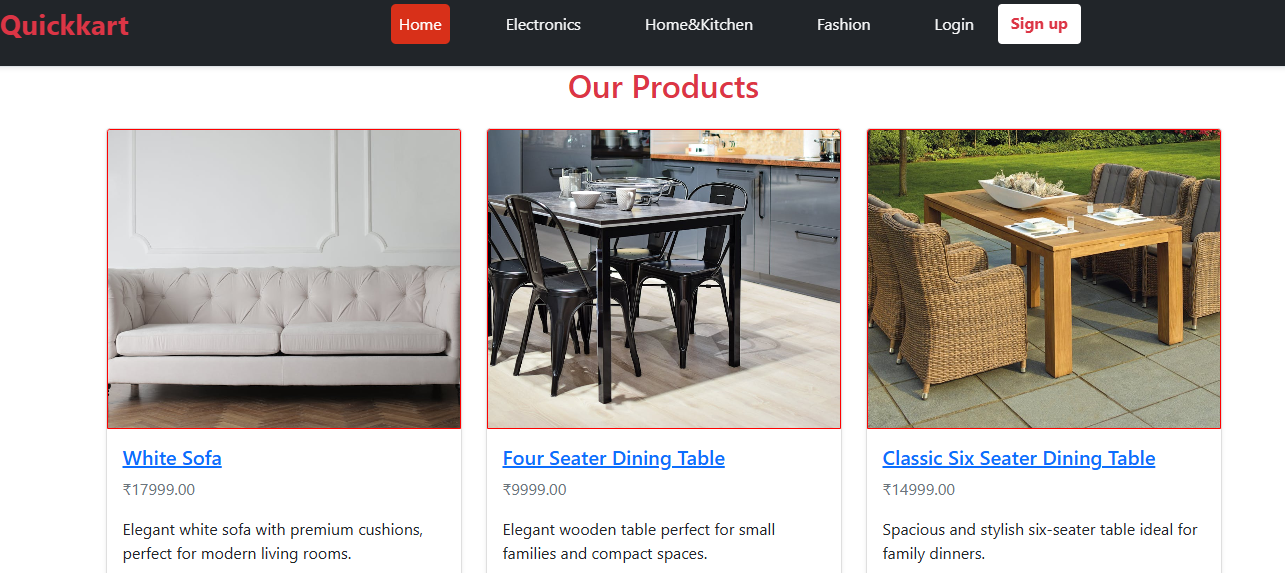 Quickkart
Home Electronics Home&Kitchen Fashion Login Sign up
Our Products
White Sofa
₹17999.00
Elegant white sofa with premium cushions,
perfect for modern living rooms.
Four Seater Dining Table
₹9999.00
Elegant wooden table perfect for small
families and compact spaces.
Classic Six Seater Dining Table
₹14999.00
Spacious and stylish six-seater table ideal for
family dinners.